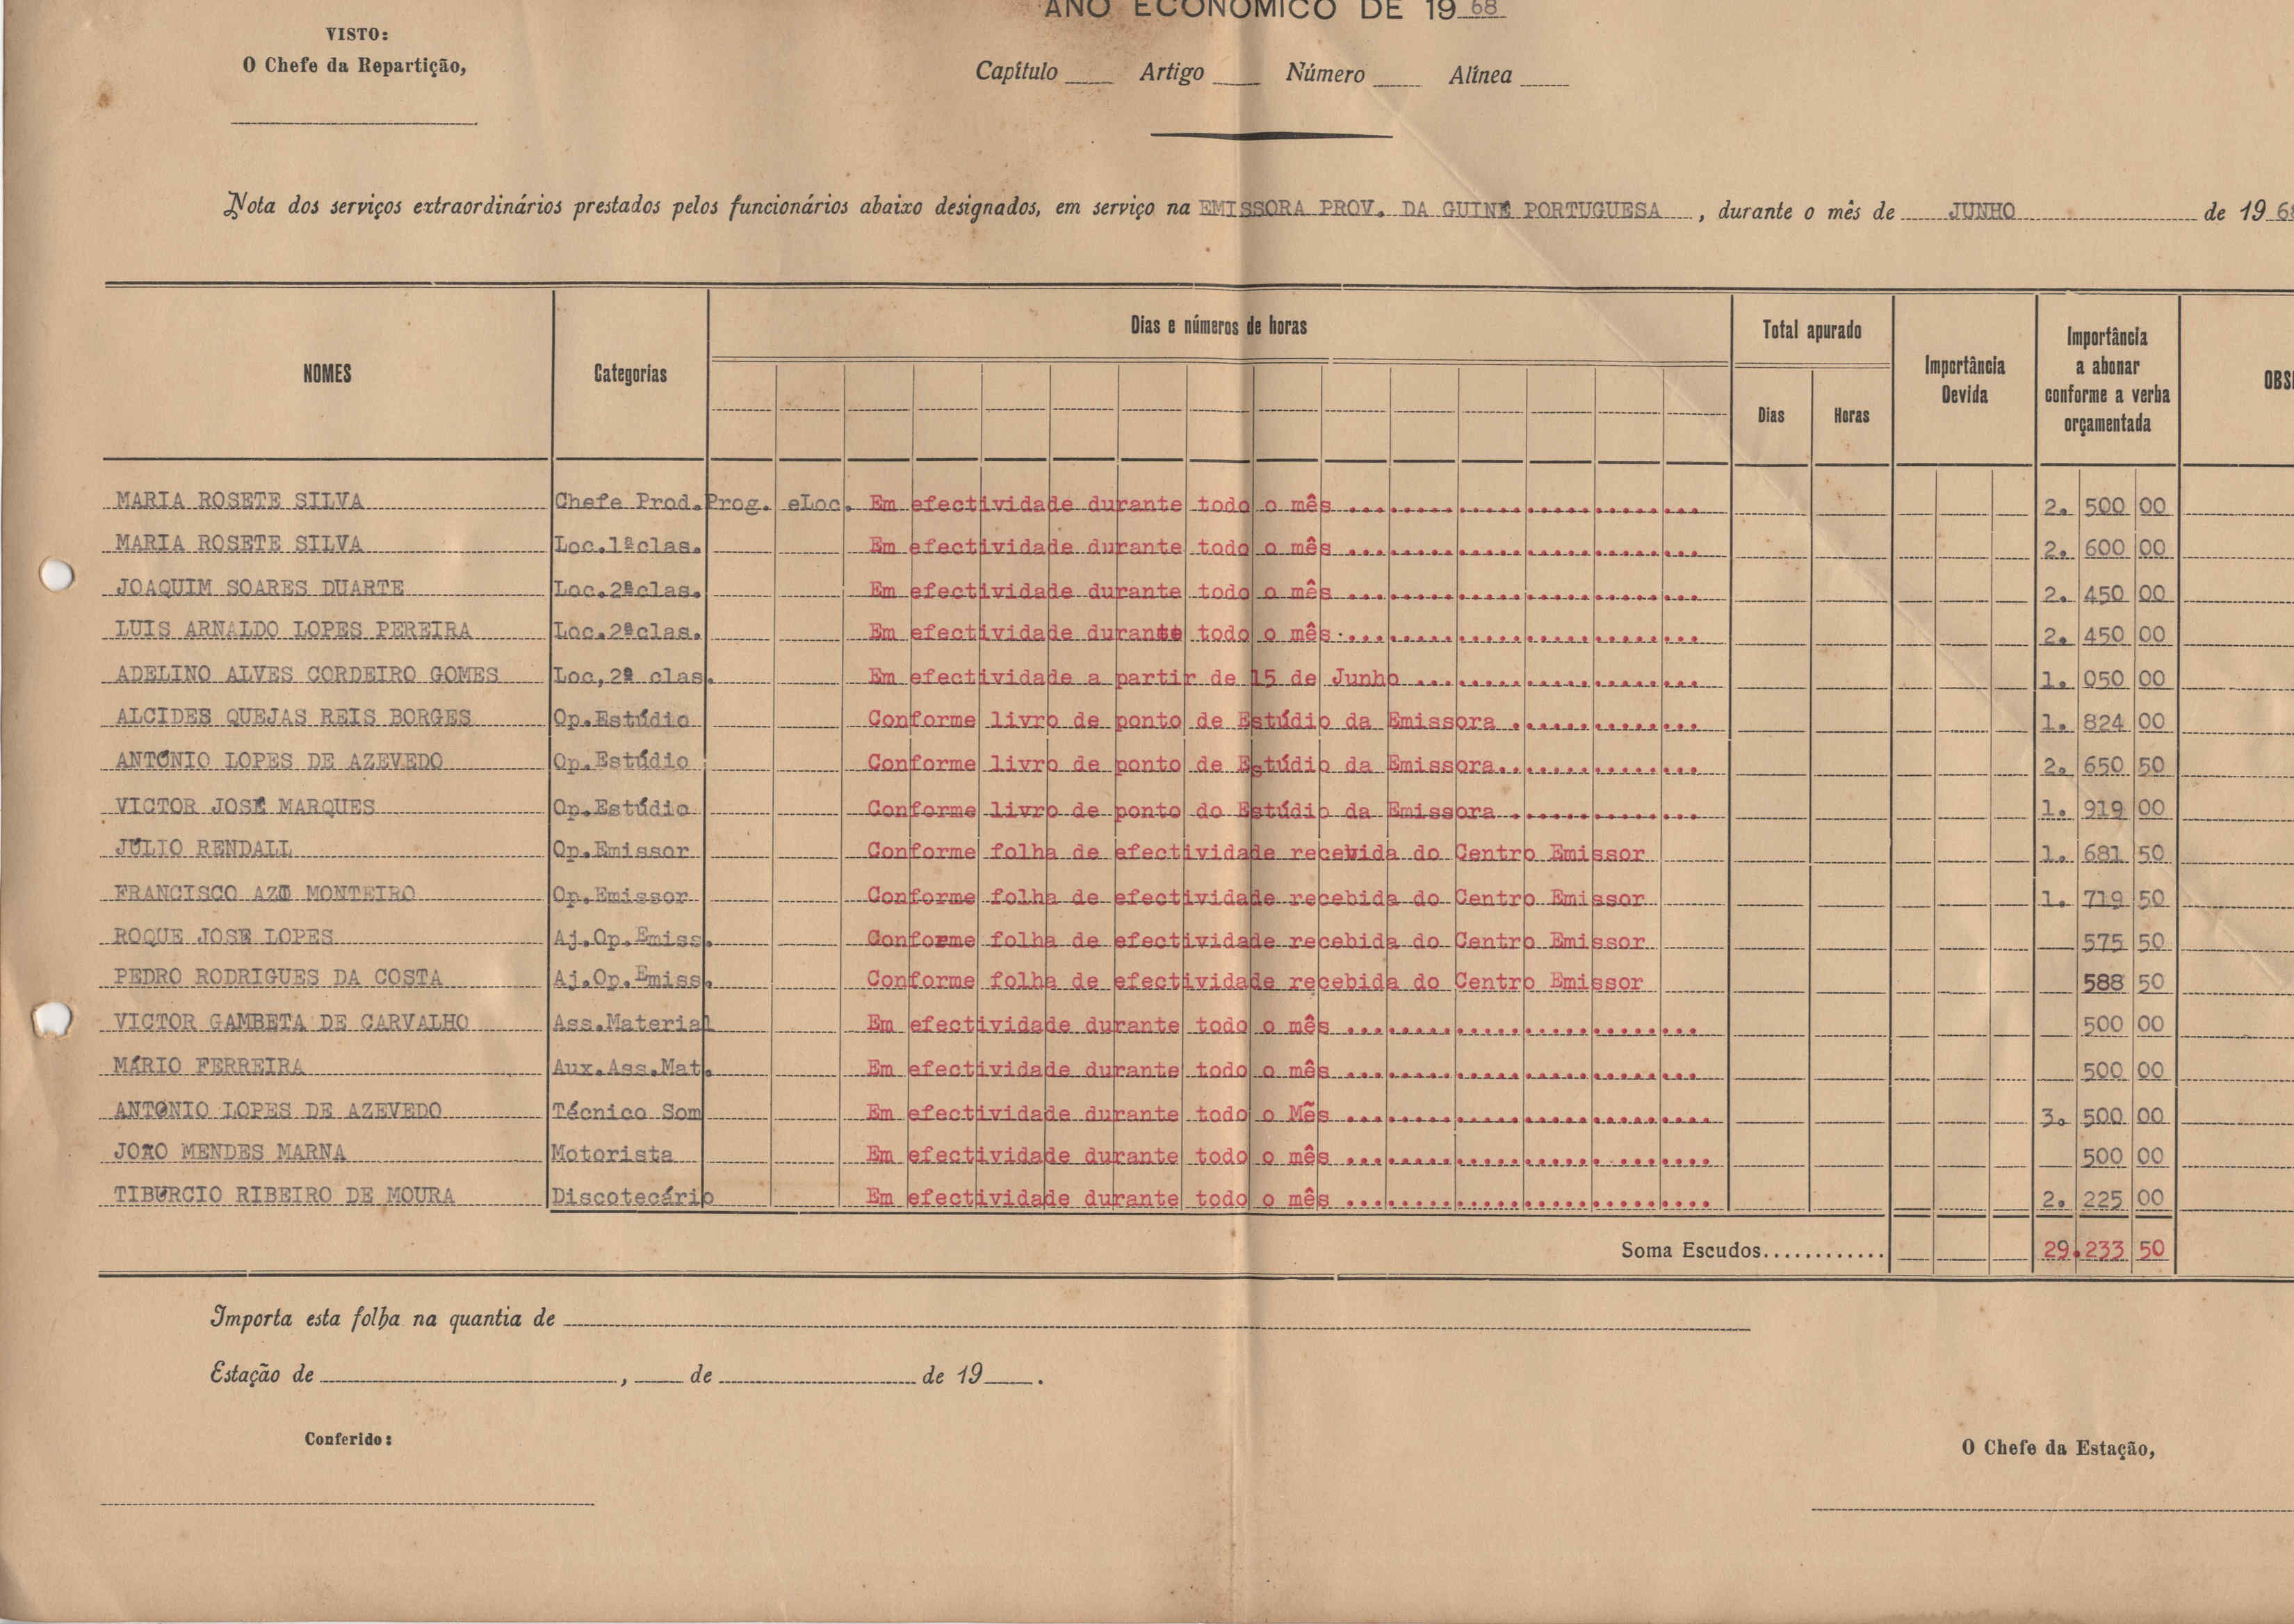 ANO ECONÓMICO DE 1968
VISTO:
O Chefe da Repartição,
Capítulo ____ Artigo ____ Número ____ Alínea ____
Nota dos serviços extraordinários prestados pelos funcionários abaixo designados, em serviço na EMISSORA PROV. DA GUINÉ PORTUGUESA, durante o mês de JUNHO de 196
NOMES Categorias Dias e números de horas Total apurado Dias Horas Importância Devida Importância a abonar conforme a verba orçamentada
MARIA ROSETE SILVA Chefe Prod.Prog. eLoc. Em efectividade durante todo o mês 2.500 00
MARIA ROSETE SILVA Loc.1ªclas. Em efectividade durante todo o mês 2.600 00
JOAQUIM SOARES DUARTE Loc.2ªclas. Em efectividade durante todo o mês 2.450 00
LUIS ARNALDO LOPES PEREIRA Loc.2ªclas. Em efectividade durante todo o mês 2.450 00
ADELINO ALVES CORDEIRO GOMES Loc,2ª clas. Em efectividade a partir de 15 de Junho 1.050 00
ALCIDES QUEJAS REIS BORGES Op.Estúdio Conforme livro de ponto de Estúdio da Emissora 1.824 00
ANTÓNIO LOPES DE AZEVEDO Op.Estúdio Conforme livro de ponto de Estúdio da Emissora 2.650 50
VICTOR JOSÉ MARQUES Op.Estúdio Conforme livro de ponto do Estúdio da Emissora 1.919 00
JÚLIO RENDALL Op.Emissor Conforme folha de efectividade recebida do Centro Emissor 1.681 50
FRANCISCO MONTEIRO Op.Emissor Conforme folha de efectividade recebida do Centro Emissor 1.719 50
ROQUE JOSE LOPES Aj.Op.Emiss. Conforme folha de efectividade recebida do Centro Emissor 575 50
PEDRO RODRIGUES DA COSTA Aj.Op.Emiss. Conforme folha de efectividade recebida do Centro Emissor 588 50
VICTOR GAMBETA DE CARVALHO Ass.Material Em efectividade durante todo o mês 500 00
MÁRIO FERREIRA Aux.Ass.Mat. Em efectividade durante todo o mês 500 00
ANTÓNIO LOPES DE AZEVEDO Técnico Som Em efectividade durante todo o Mês 3.500 00
JOÃO MENDES MARNA Motorista Em efectividade durante todo o mês 500 00
TIBÚRCIO RIBEIRO DE MOURA Discotecário Em efectividade durante todo o mês 2.225 00
Soma Escudos............ 29.233 50
Importa esta folha na quantia de
Estação de ____, ____ de ____ de 19____.
Conferido:
O Chefe da Estação,